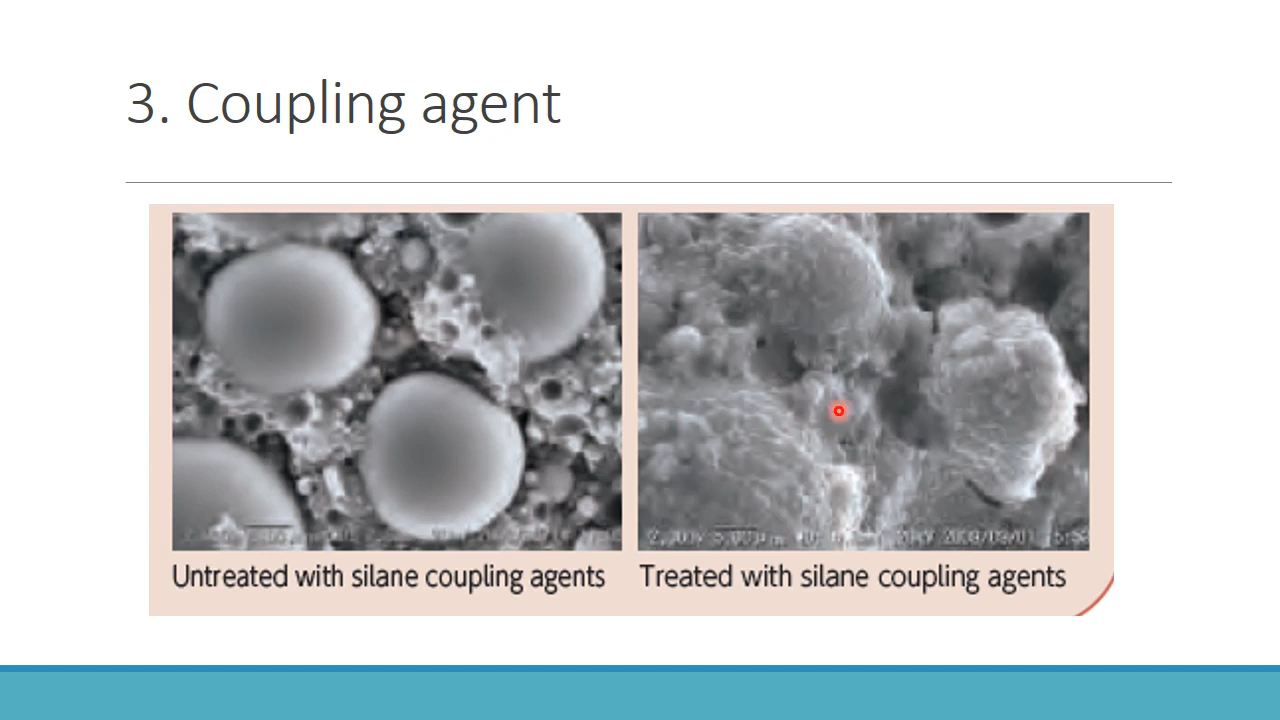 3. Coupling agent
Untreated with silane coupling agents
Treated with silane coupling agents